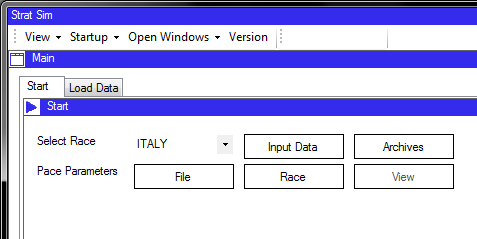 Strat Sim
View Startup Open Windows Version
Main
Start Load Data
Start
Select Race ITALY Input Data Archives
Pace Parameters File Race View